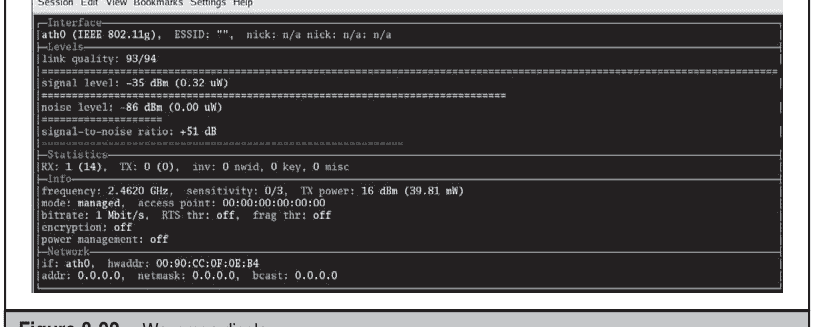 Session Edit View Bookmarks Settings Help
Interface
ath0 (IEEE 802.11g), ESSID: "", nick: n/a nick: n/a: n/a
Levels
link quality: 93/94
signal level: -35 dBm (0.32 uW)
noise level: -86 dBm (0.00 uW)
signal-to-noise ratio: +51 dB
Statistics
RX: 1 (14), TX: 0 (0), inv: 0 nwid, 0 key, 0 misc
Info
frequency: 2.4620 GHz, sensitivity: 0/3, TX power: 16 dBm (39.81 mW)
mode: managed, access point: 00:00:00:00:00:00
bitrate: 1 Mbit/s, RTS thr: off, frag thr: off
encryption: off
power management: off
Network
if: ath0, hwaddr: 00:90:CC:0F:0E:B4
addr: 0.0.0.0, netmask: 0.0.0.0, bcast: 0.0.0.0